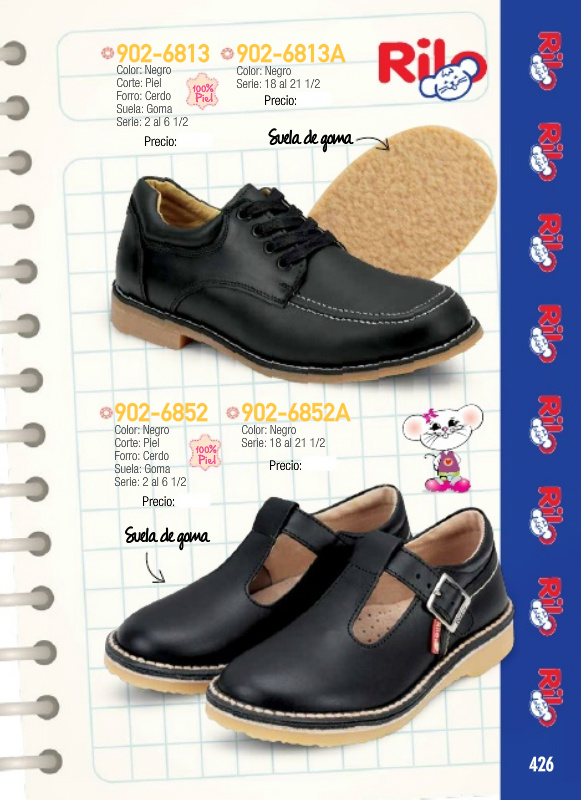 902-6813
Color: Negro
Corte: Piel
Forro: Cerdo
Suela: Goma
Serie: 2 al 6 1/2
Precio:
100%
Piel
902-6813A
Color: Negro
Serie: 18 al 21 1/2
Precio:
Rilo
Suela de goma
902-6852
Color: Negro
Corte: Piel
Forro: Cerdo
Suela: Goma
Serie: 2 al 6 1/2
Precio:
100%
Piel
902-6852A
Color: Negro
Serie: 18 al 21 1/2
Precio:
Suela de goma
Rilo
Rilo
Rilo
Rilo
Rilo
Rilo
Rilo
Rilo
426